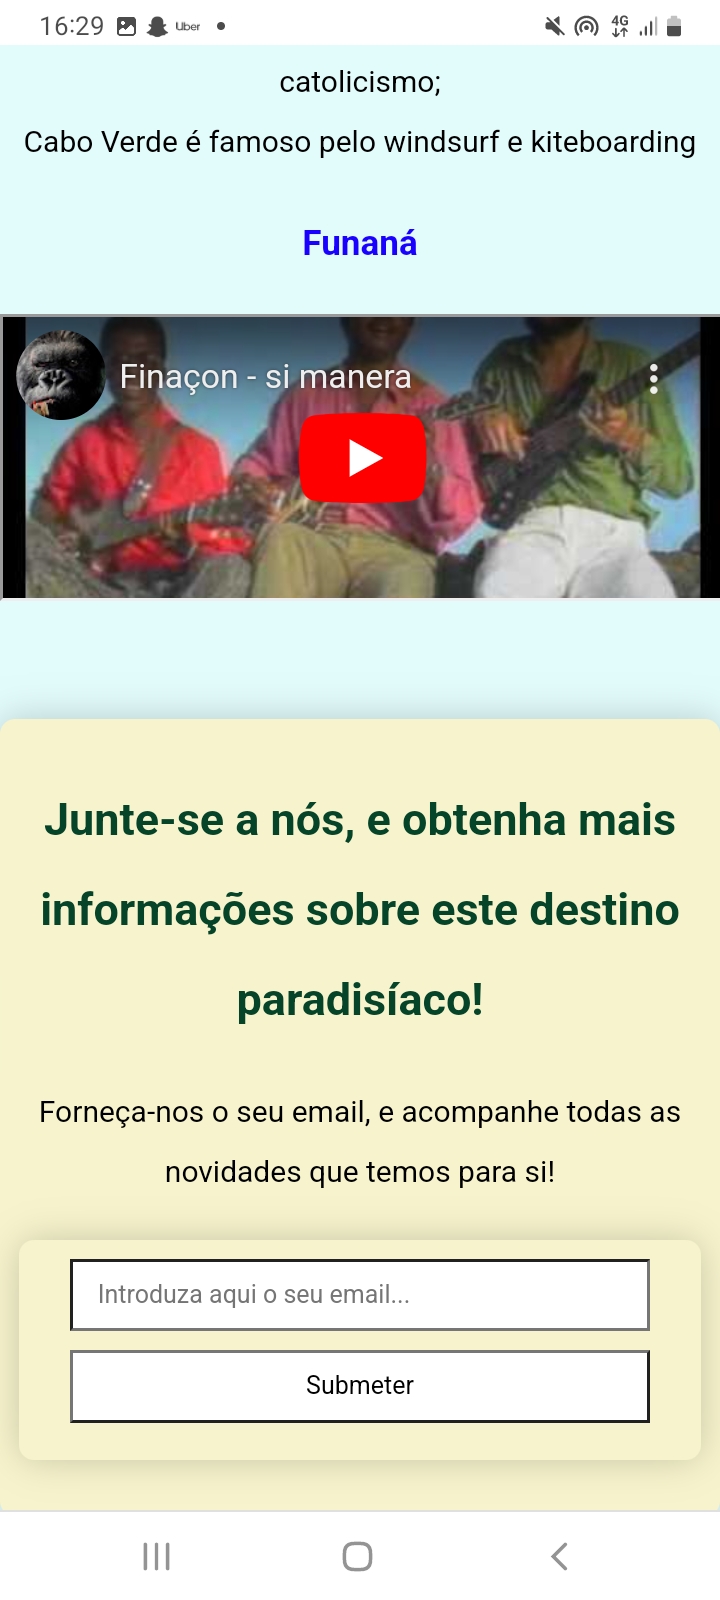 16:29 Uber 4G
catolicismo;
Cabo Verde é famoso pelo windsurf e kiteboarding
Funaná
Finaçon - si manera
Junte-se a nós, e obtenha mais
informações sobre este destino
paradisíaco!
Forneça-nos o seu email, e acompanhe todas as
novidades que temos para si!
Introduza aqui o seu email...
Submeter